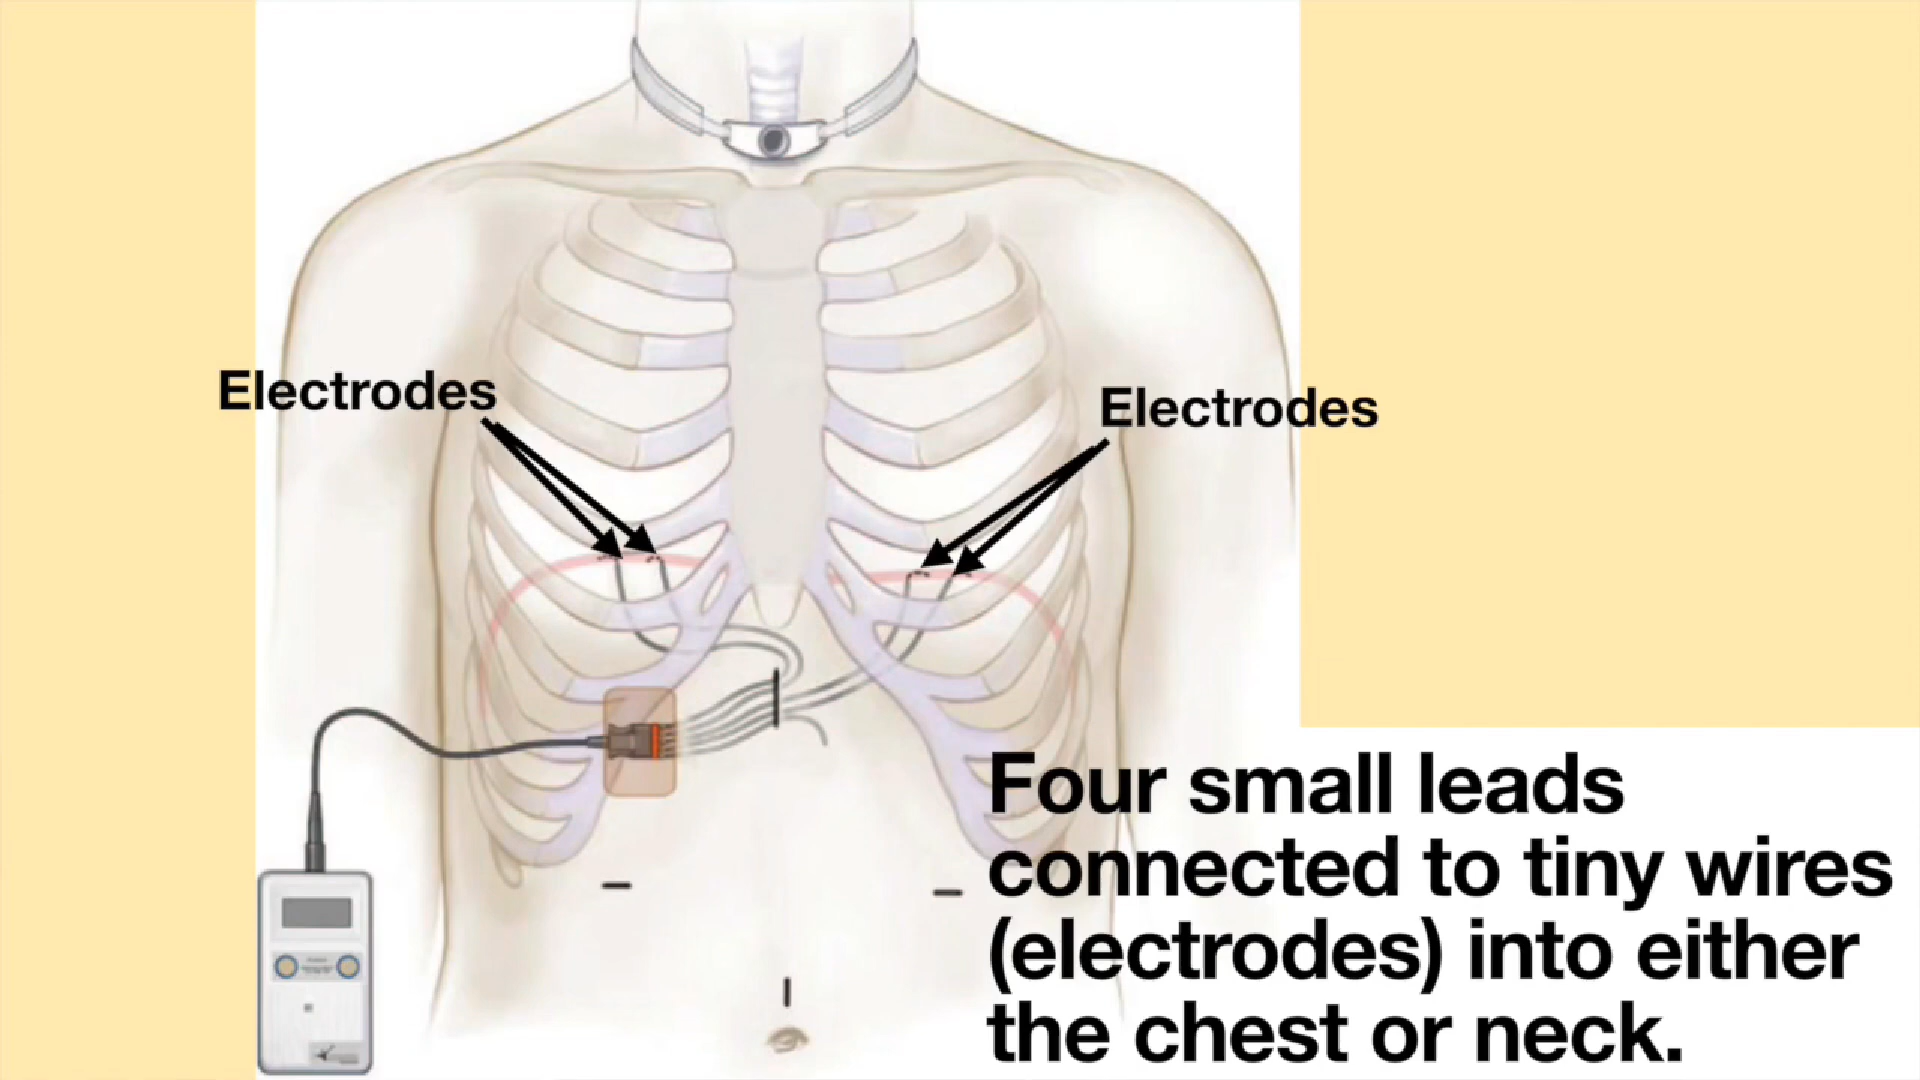 Electrodes
Electrodes
Four small leads
connected to tiny wires
(electrodes) into either
the chest or neck.